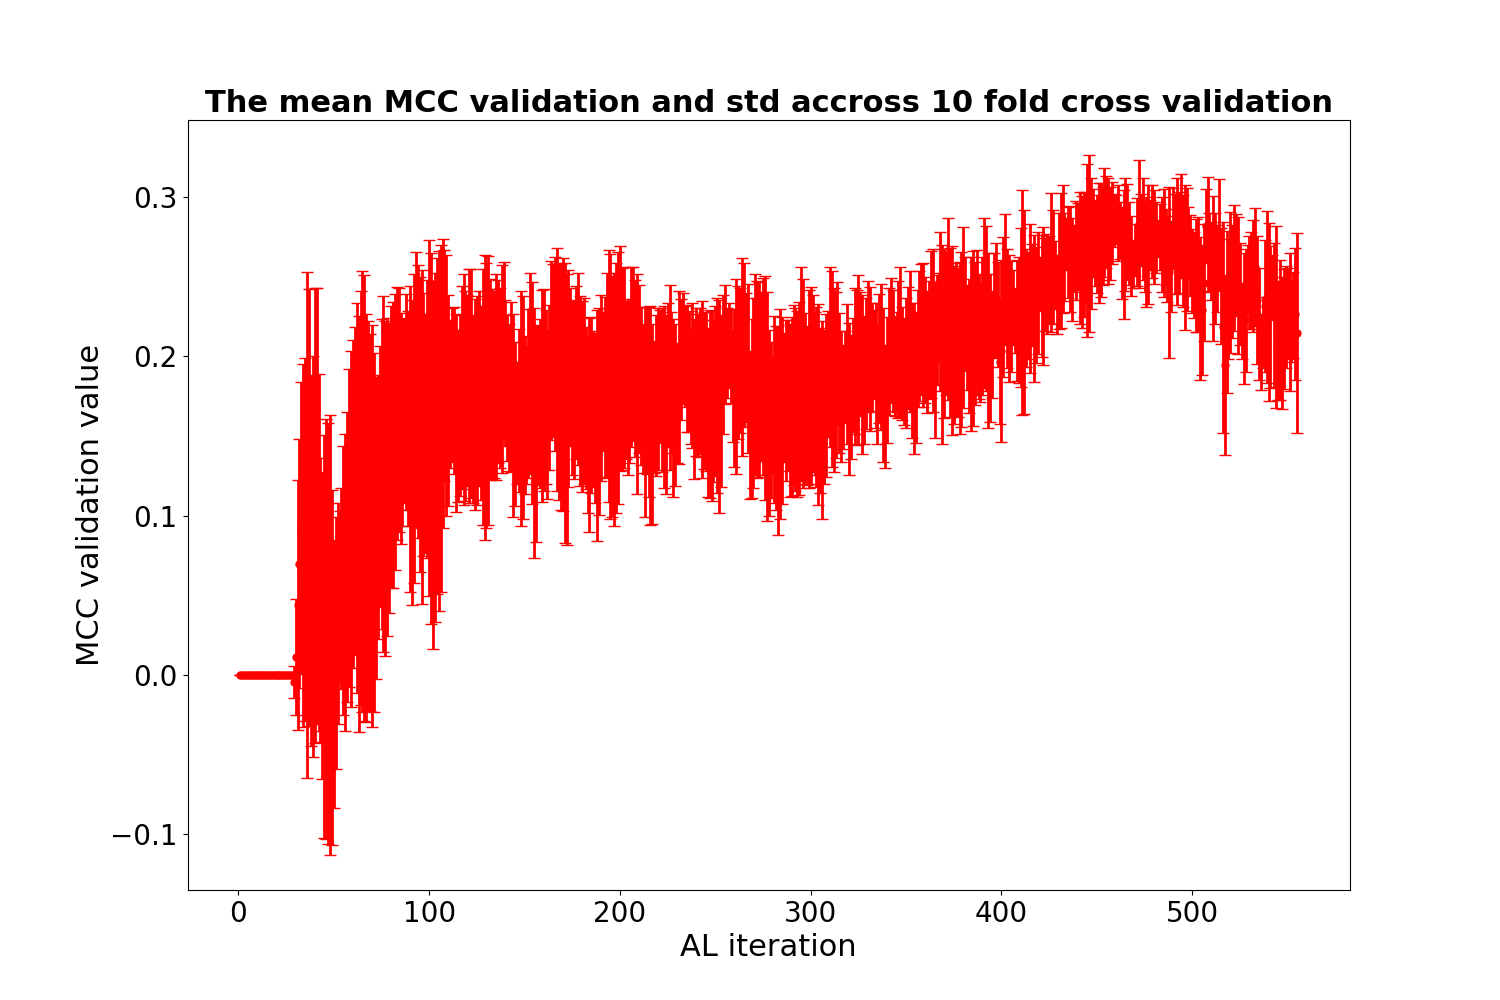 The mean MCC validation and std accross 10 fold cross validation
MCC validation value
0.3
0.2
0.1
0.0
−0.1
0 100 200 300 400 500
AL iteration